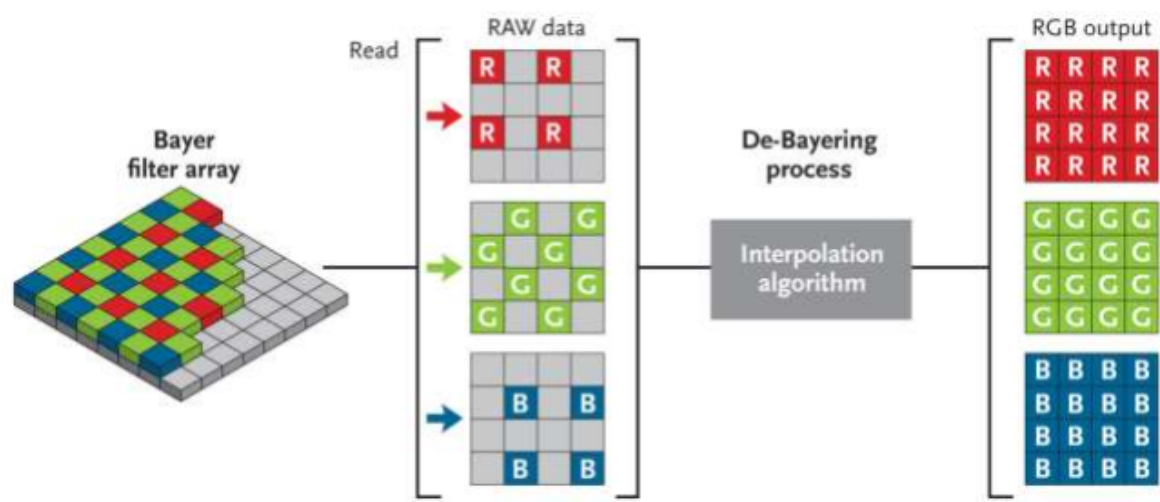 RAW data
RGB output
Read
R R
R R
Bayer
filter array
De-Bayering
process
G G
G G
G G
G G
Interpolation
algorithm
B B
B B
R R R R
R R R R
R R R R
R R R R
G G G G
G G G G
G G G G
G G G G
B B B B
B B B B
B B B B
B B B B